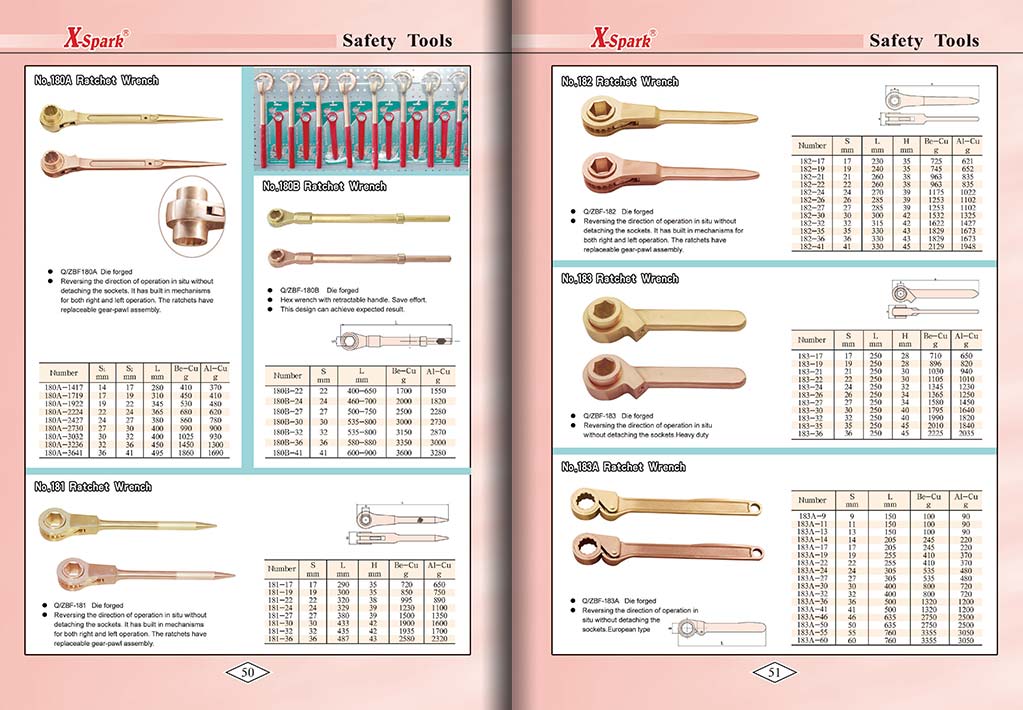 X-Spark®
Safety Tools
No,180A Ratchet Wrench
● Q/ZBF180A Die forged
● Reversing the direction of operation in situ without
detaching the sockets. It has built in mechanisms
for both right and left operation. The ratchets have
replaceable gear-pawl assembly.
Number S₁ mm S₂ mm L mm Be-Cu g Al-Cu g
180A-1417 14 17 280 410 370
180A-1719 17 19 310 450 410
180A-1922 19 22 345 530 480
180A-2224 22 24 365 680 620
180A-2427 24 27 380 860 780
180A-2730 27 30 400 990 900
180A-3032 30 32 400 1025 930
180A-3236 32 36 450 1450 1300
180A-3641 36 41 495 1860 1690
No,180B Ratchet Wrench
● Q/ZBF-180B Die forged
● Hex wrench with retractable handle. Save effort.
● This design can achieve expected result.
L
Number S mm L mm Be-Cu g Al-Cu g
180B-22 22 400-650 1700 1550
180B-24 24 460-700 2000 1820
180B-27 27 500-750 2500 2280
180B-30 30 535-800 3000 2730
180B-32 32 535-800 3150 2870
180B-36 36 580-880 3350 3000
180B-41 41 600-900 3600 3280
No,181 Ratchet Wrench
● Q/ZBF-181 Die forged
● Reversing the direction of operation in situ without
detaching the sockets. It has built in mechanisms
for both right and left operation. The ratchets have
replaceable gear-pawl assembly.
Number S mm L mm H mm Be-Cu g Al-Cu g
181-17 17 290 35 720 650
181-19 19 300 35 850 750
181-22 22 320 38 995 890
181-24 24 329 39 1230 1100
181-27 27 380 39 1500 1350
181-30 30 433 42 1900 1600
181-32 32 435 42 1935 1700
181-36 36 487 43 2580 2320
50
X-Spark®
Safety Tools
No,182 Ratchet Wrench
● Q/ZBF-182 Die forged
● Reversing the direction of operation in situ without
detaching the sockets. It has built in mechanisms for
both right and left operation. The ratchets have
replaceable gear-pawl assembly.
Number S mm L mm H mm Be-Cu g Al-Cu g
182-17 17 230 35 725 621
182-19 19 240 35 745 652
182-21 21 260 38 963 835
182-22 22 260 38 963 835
182-24 24 270 39 1175 1022
182-26 26 285 39 1253 1102
182-27 27 285 39 1253 1102
182-30 30 300 42 1532 1325
182-32 32 315 42 1622 1427
182-35 35 330 43 1829 1673
182-36 36 330 43 1829 1673
182-41 41 330 45 2129 1948
No,183 Ratchet Wrench
● Q/ZBF-183 Die forged
● Reversing the direction of operation in situ
without detaching the sockets Heavy duty
Number S mm L mm H mm Be-Cu g Al-Cu g
183-17 17 250 28 710 650
183-19 19 250 28 896 820
183-21 21 250 30 1030 940
183-22 22 250 30 1105 1010
183-24 24 250 32 1345 1230
183-26 26 250 34 1365 1250
183-27 27 250 34 1580 1450
183-30 30 250 40 1795 1640
183-32 32 250 40 1990 1820
183-35 35 250 45 2010 1840
183-36 36 250 45 2225 2035
No,183A Ratchet Wrench
● Q/ZBF-183A Die forged
● Reversing the direction of operation in
situ without detaching the
sockets.European type
L
Number S mm L mm Be-Cu g Al-Cu g
183A-9 9 150 100 90
183A-11 11 150 100 90
183A-13 13 150 100 90
183A-14 14 205 245 220
183A-17 17 205 245 220
183A-19 19 255 410 370
183A-22 22 255 410 370
183A-24 24 305 535 480
183A-27 27 305 535 480
183A-30 30 400 800 720
183A-32 32 400 800 720
183A-36 36 500 1320 1200
183A-41 41 500 1320 1200
183A-46 46 635 2750 2500
183A-50 50 635 2750 2500
183A-55 55 760 3355 3050
183A-60 60 760 3355 3050
51